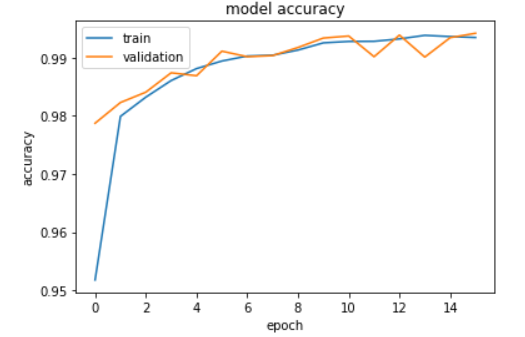 model accuracy
train
validation
0.99
0.98
0.97
0.96
0.95
accuracy
0 2 4 6 8 10 12 14
epoch